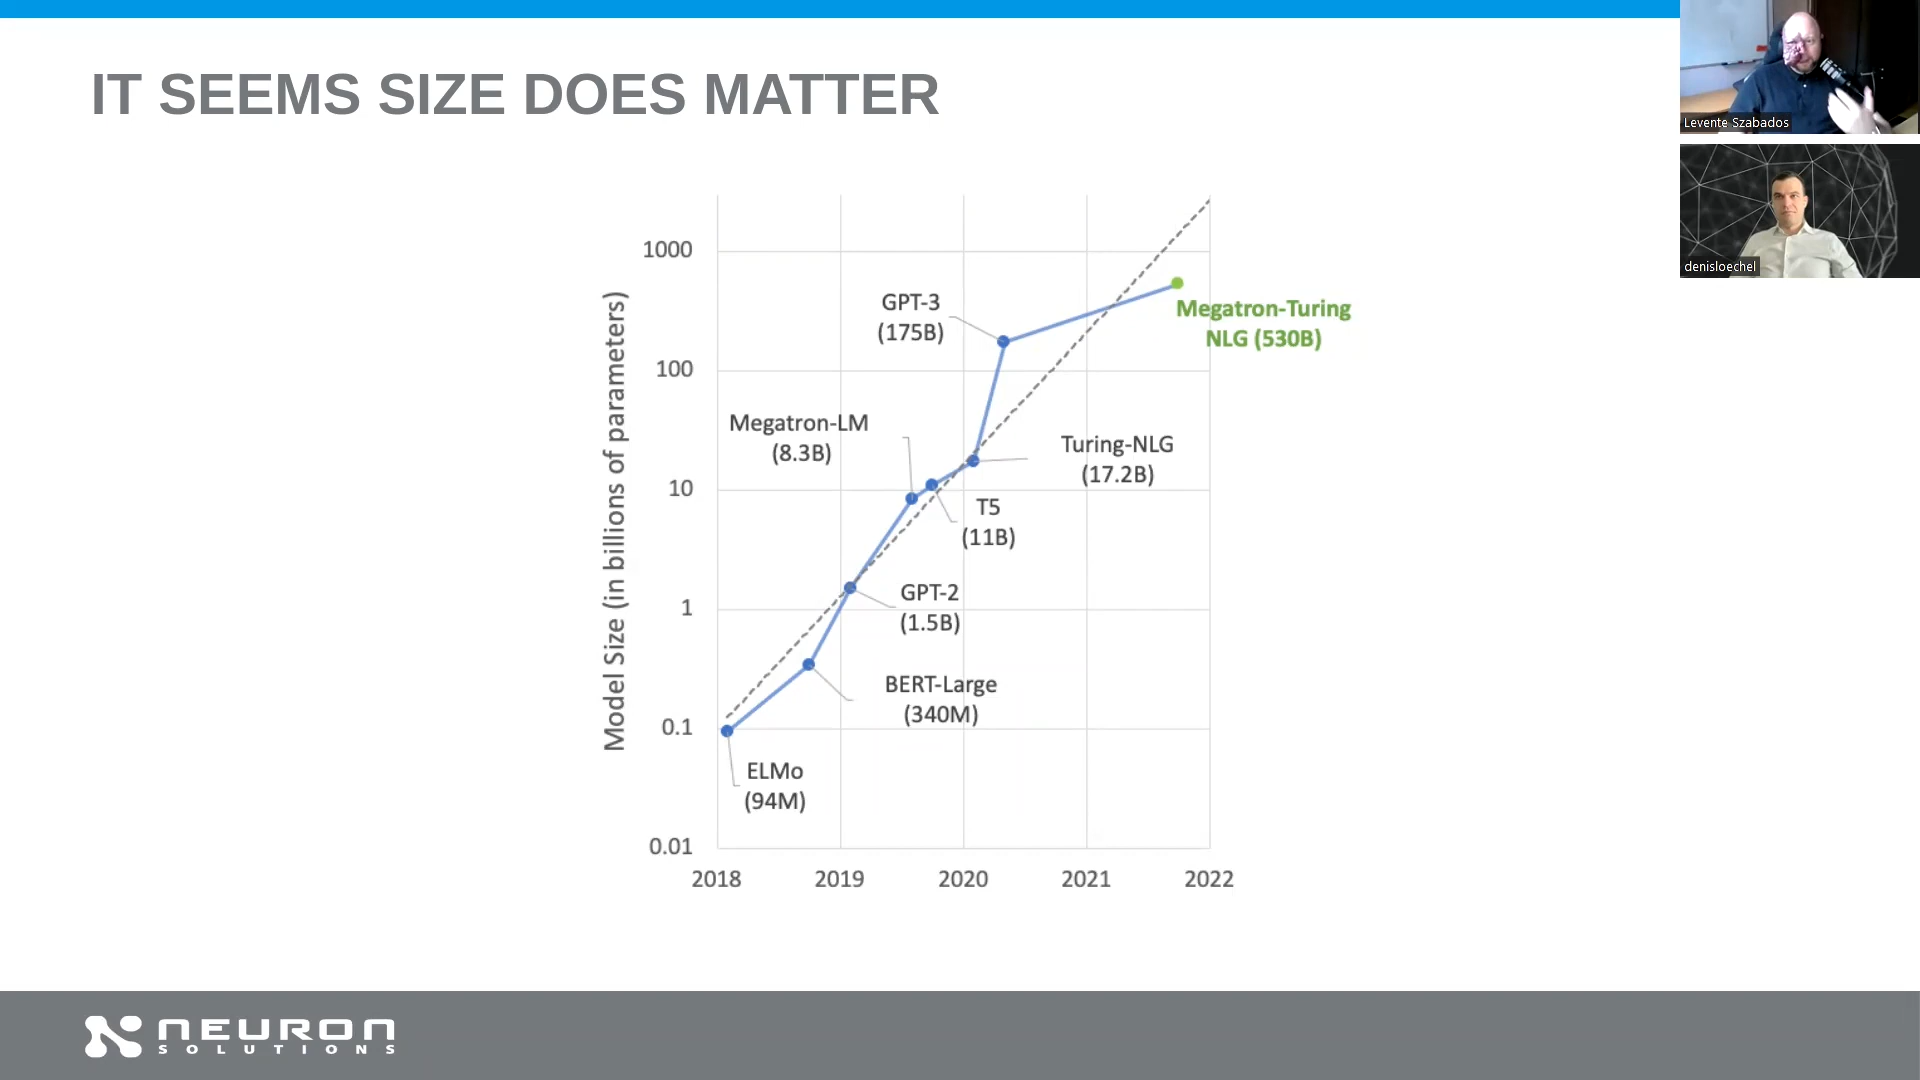 IT SEEMS SIZE DOES MATTER
Levente Szabados
denisloechel
Model Size (in billions of parameters)
1000
100
10
1
0.1
0.01
2018
2019
2020
2021
2022
GPT-3
(175B)
Megatron-Turing
NLG (530B)
Megatron-LM
(8.3B)
Turing-NLG
(17.2B)
T5
(11B)
GPT-2
(1.5B)
BERT-Large
(340M)
ELMo
(94M)
NEURON
SOLUTIONS